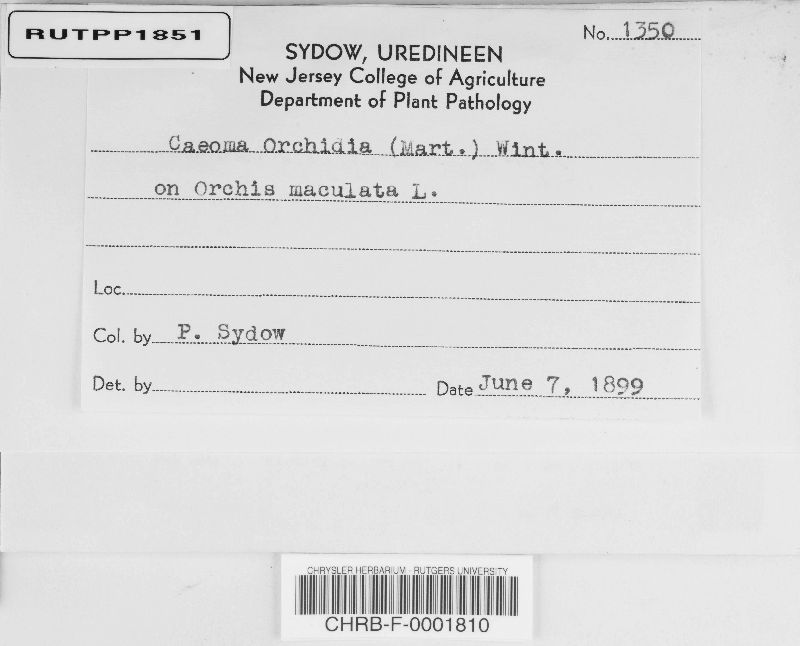 RUTPP1851
No. 1350
SYDOW, UREDINEEN
New Jersey College of Agriculture
Department of Plant Pathology
Caeoma Orchidia (Mart.) Wint.
on Orchis maculata L.
Loc.
Col. by P. Sydow
Det. by Date June 7, 1899
CHRYSLER HERBARIUM - RUTGERS UNIVERSITY
CHRB-F-0001810